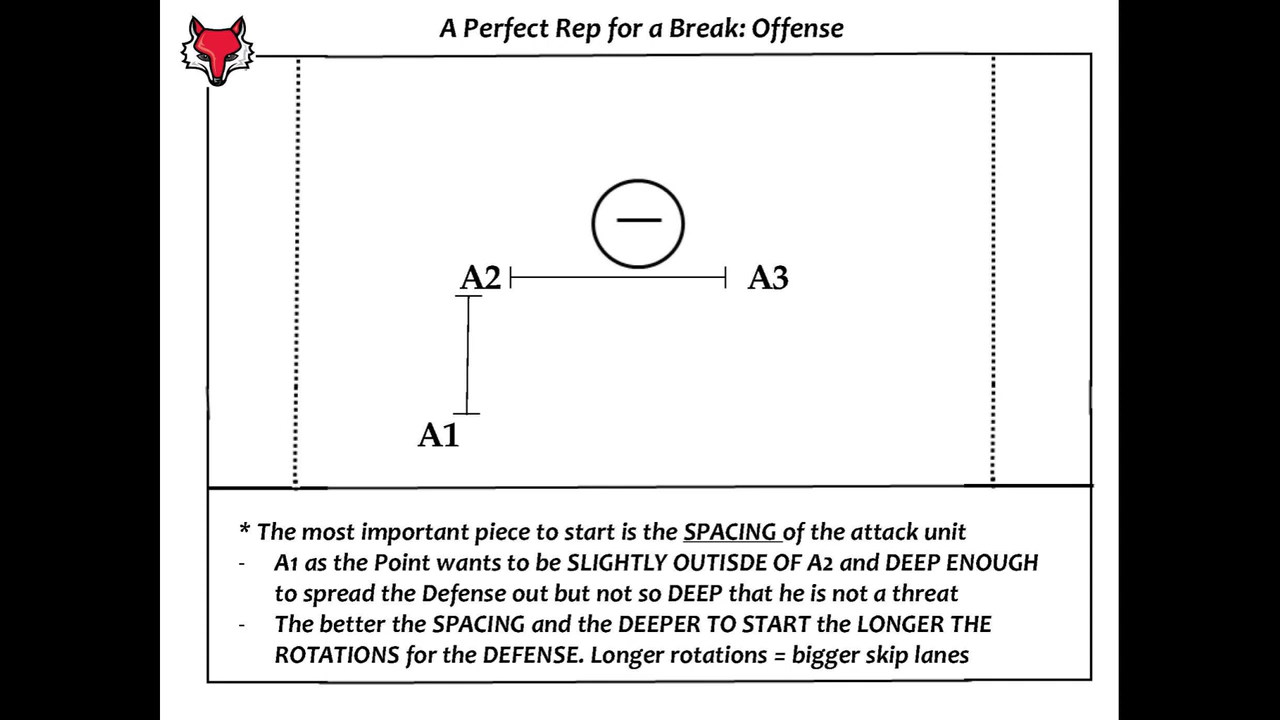 A Perfect Rep for a Break: Offense
A2
A3
A1
* The most important piece to start is the SPACING of the attack unit
- A1 as the Point wants to be SLIGHTLY OUTISDE OF A2 and DEEP ENOUGH
to spread the Defense out but not so DEEP that he is not a threat
- The better the SPACING and the DEEPER TO START the LONGER THE
ROTATIONS for the DEFENSE. Longer rotations = bigger skip lanes